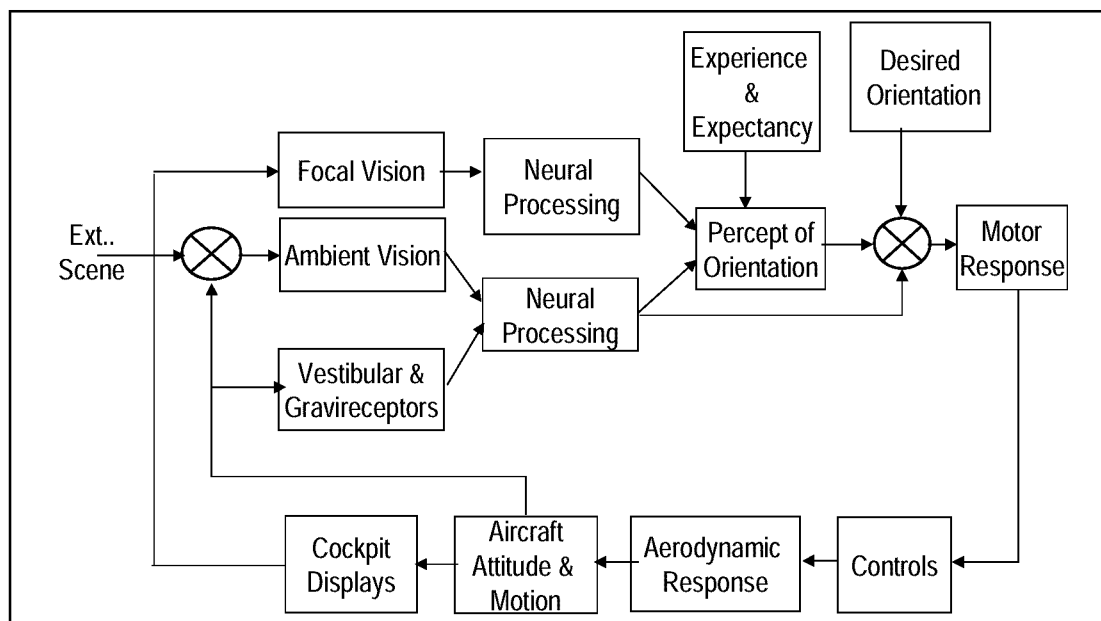 Experience
&
Expectancy
Desired
Orientation
Focal Vision
Neural
Processing
Ext..
Scene
Ambient Vision
Percept of
Orientation
Motor
Response
Neural
Processing
Vestibular &
Gravireceptors
Cockpit
Displays
Aircraft
Attitude &
Motion
Aerodynamic
Response
Controls